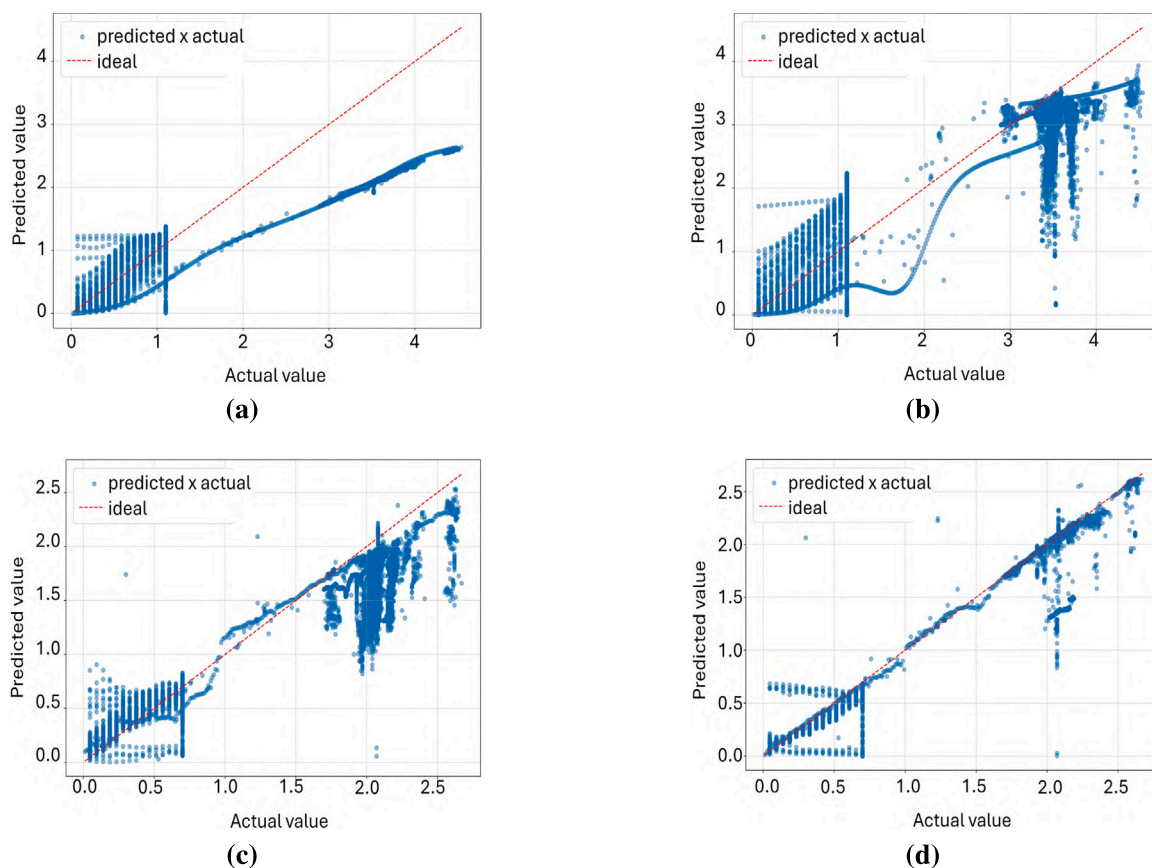 predicted x actual
ideal
Predicted value
4
3
2
1
0
0 1 2 3 4
Actual value
(a)
predicted x actual
ideal
Predicted value
4
3
2
1
0
0 1 2 3 4
Actual value
(b)
predicted x actual
ideal
Predicted value
2.5
2.0
1.5
1.0
0.5
0.0
0.0 0.5 1.0 1.5 2.0 2.5
Actual value
(c)
predicted x actual
ideal
Predicted value
2.5
2.0
1.5
1.0
0.5
0.0
0.0 0.5 1.0 1.5 2.0 2.5
Actual value
(d)